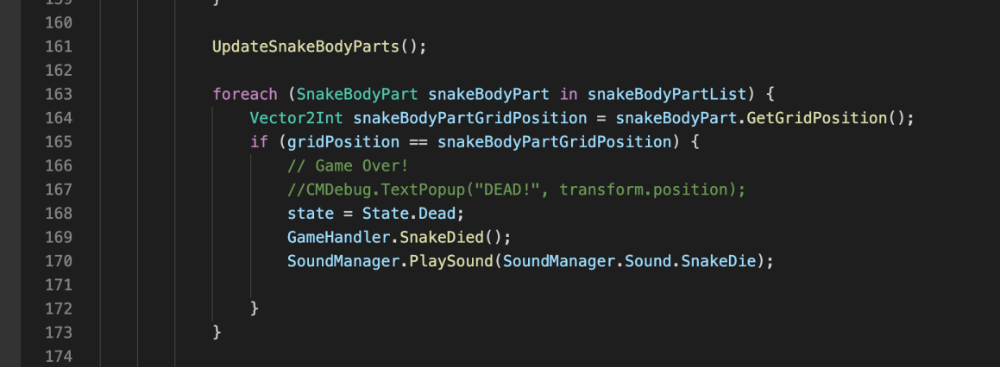 159 }
160
161 UpdateSnakeBodyParts();
162
163 foreach (SnakeBodyPart snakeBodyPart in snakeBodyPartList) {
164 Vector2Int snakeBodyPartGridPosition = snakeBodyPart.GetGridPosition();
165 if (gridPosition == snakeBodyPartGridPosition) {
166 // Game Over!
167 //CMDebug.TextPopup("DEAD!", transform.position);
168 state = State.Dead;
169 GameHandler.SnakeDied();
170 SoundManager.PlaySound(SoundManager.Sound.SnakeDie);
171
172 }
173 }
174